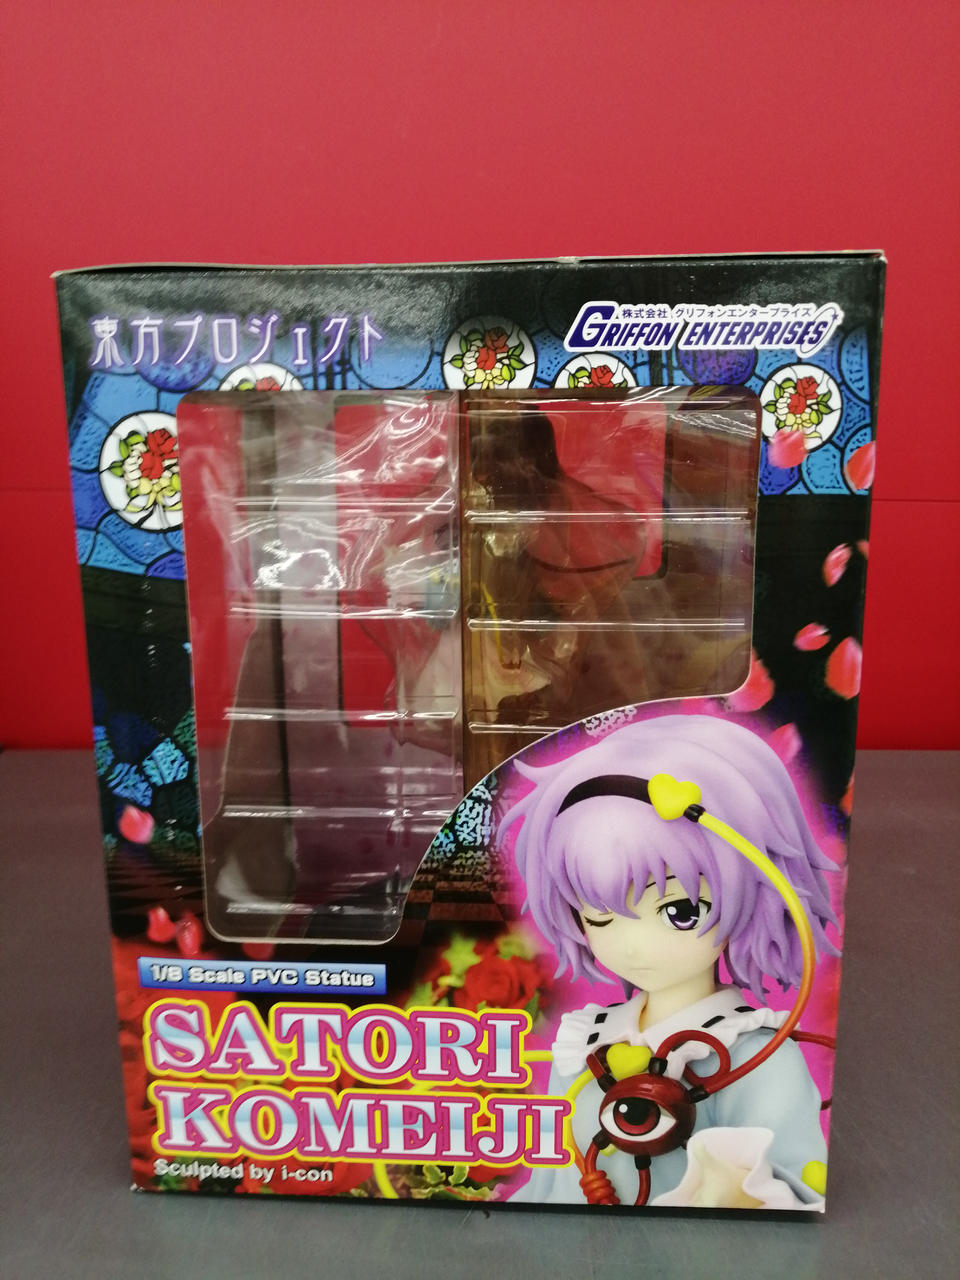 東方プロジェクト
株式会社 グリフォンエンタープライズ
GRIFFON ENTERPRISES
1/8 Scale PVC Statue
SATORI
KOMEIJI
Sculpted by i-con